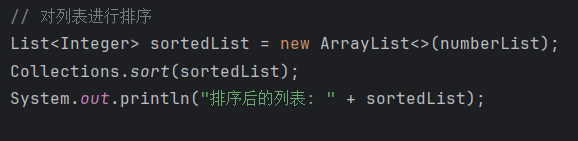 // 对列表进行排序
List<Integer> sortedList = new ArrayList<>(numberList);
Collections.sort(sortedList);
System.out.println("排序后的列表: " + sortedList);